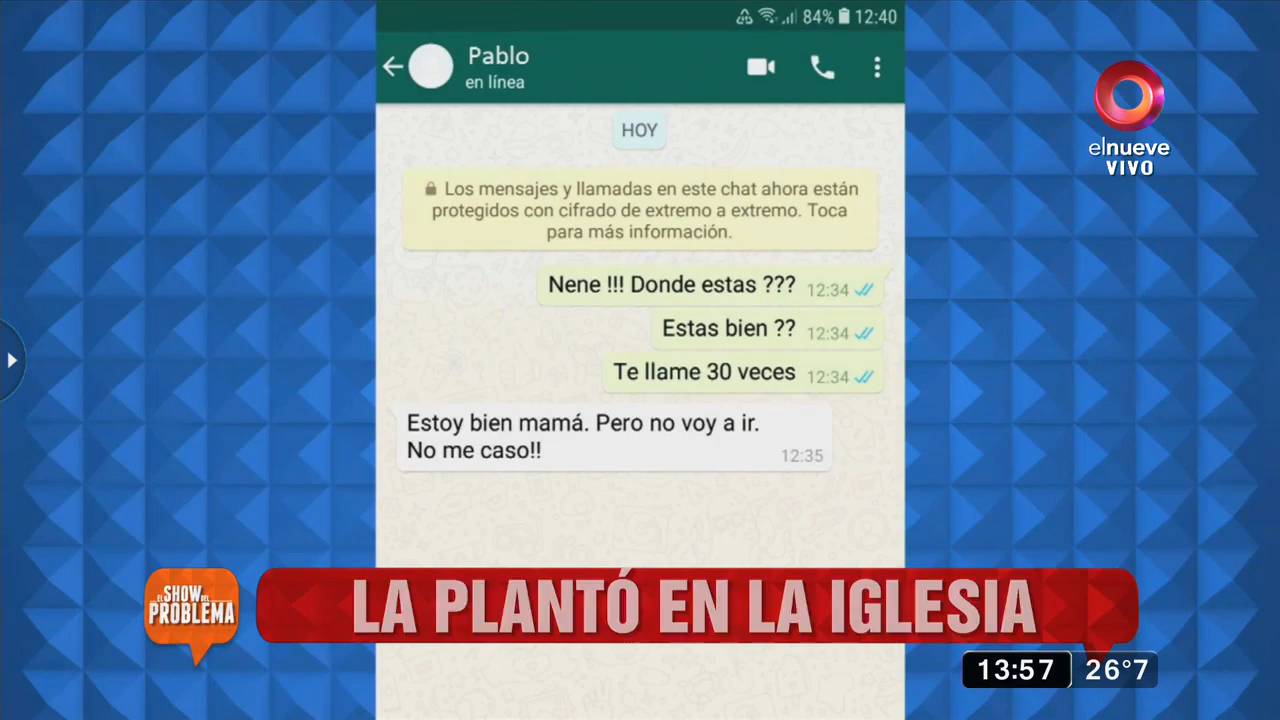 84% 12:40
Pablo
en línea
elnueve
VIVO
HOY
Los mensajes y llamadas en este chat ahora están
protegidos con cifrado de extremo a extremo. Toca
para más información.
Nene !!! Donde estas ??? 12:34
Estas bien ?? 12:34
Te llame 30 veces 12:34
Estoy bien mamá. Pero no voy a ir.
No me caso!! 12:35
EL SHOW DEL
PROBLEMA
LA PLANTÓ EN LA IGLESIA
13:57 26°7